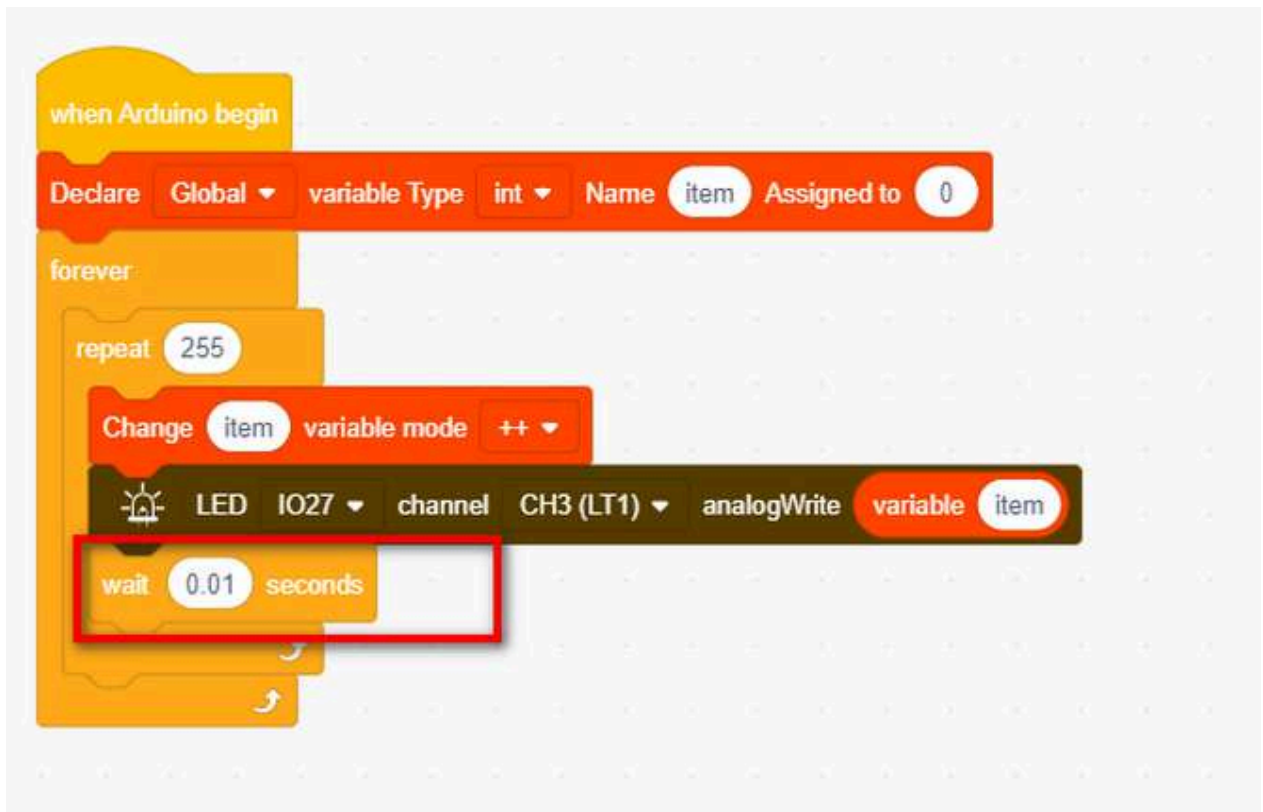 when Arduino begin
Declare Global variable Type int Name item Assigned to 0
forever
repeat 255
Change item variable mode ++
LED IO27 channel CH3 (LT1) analogWrite variable item
wait 0.01 seconds